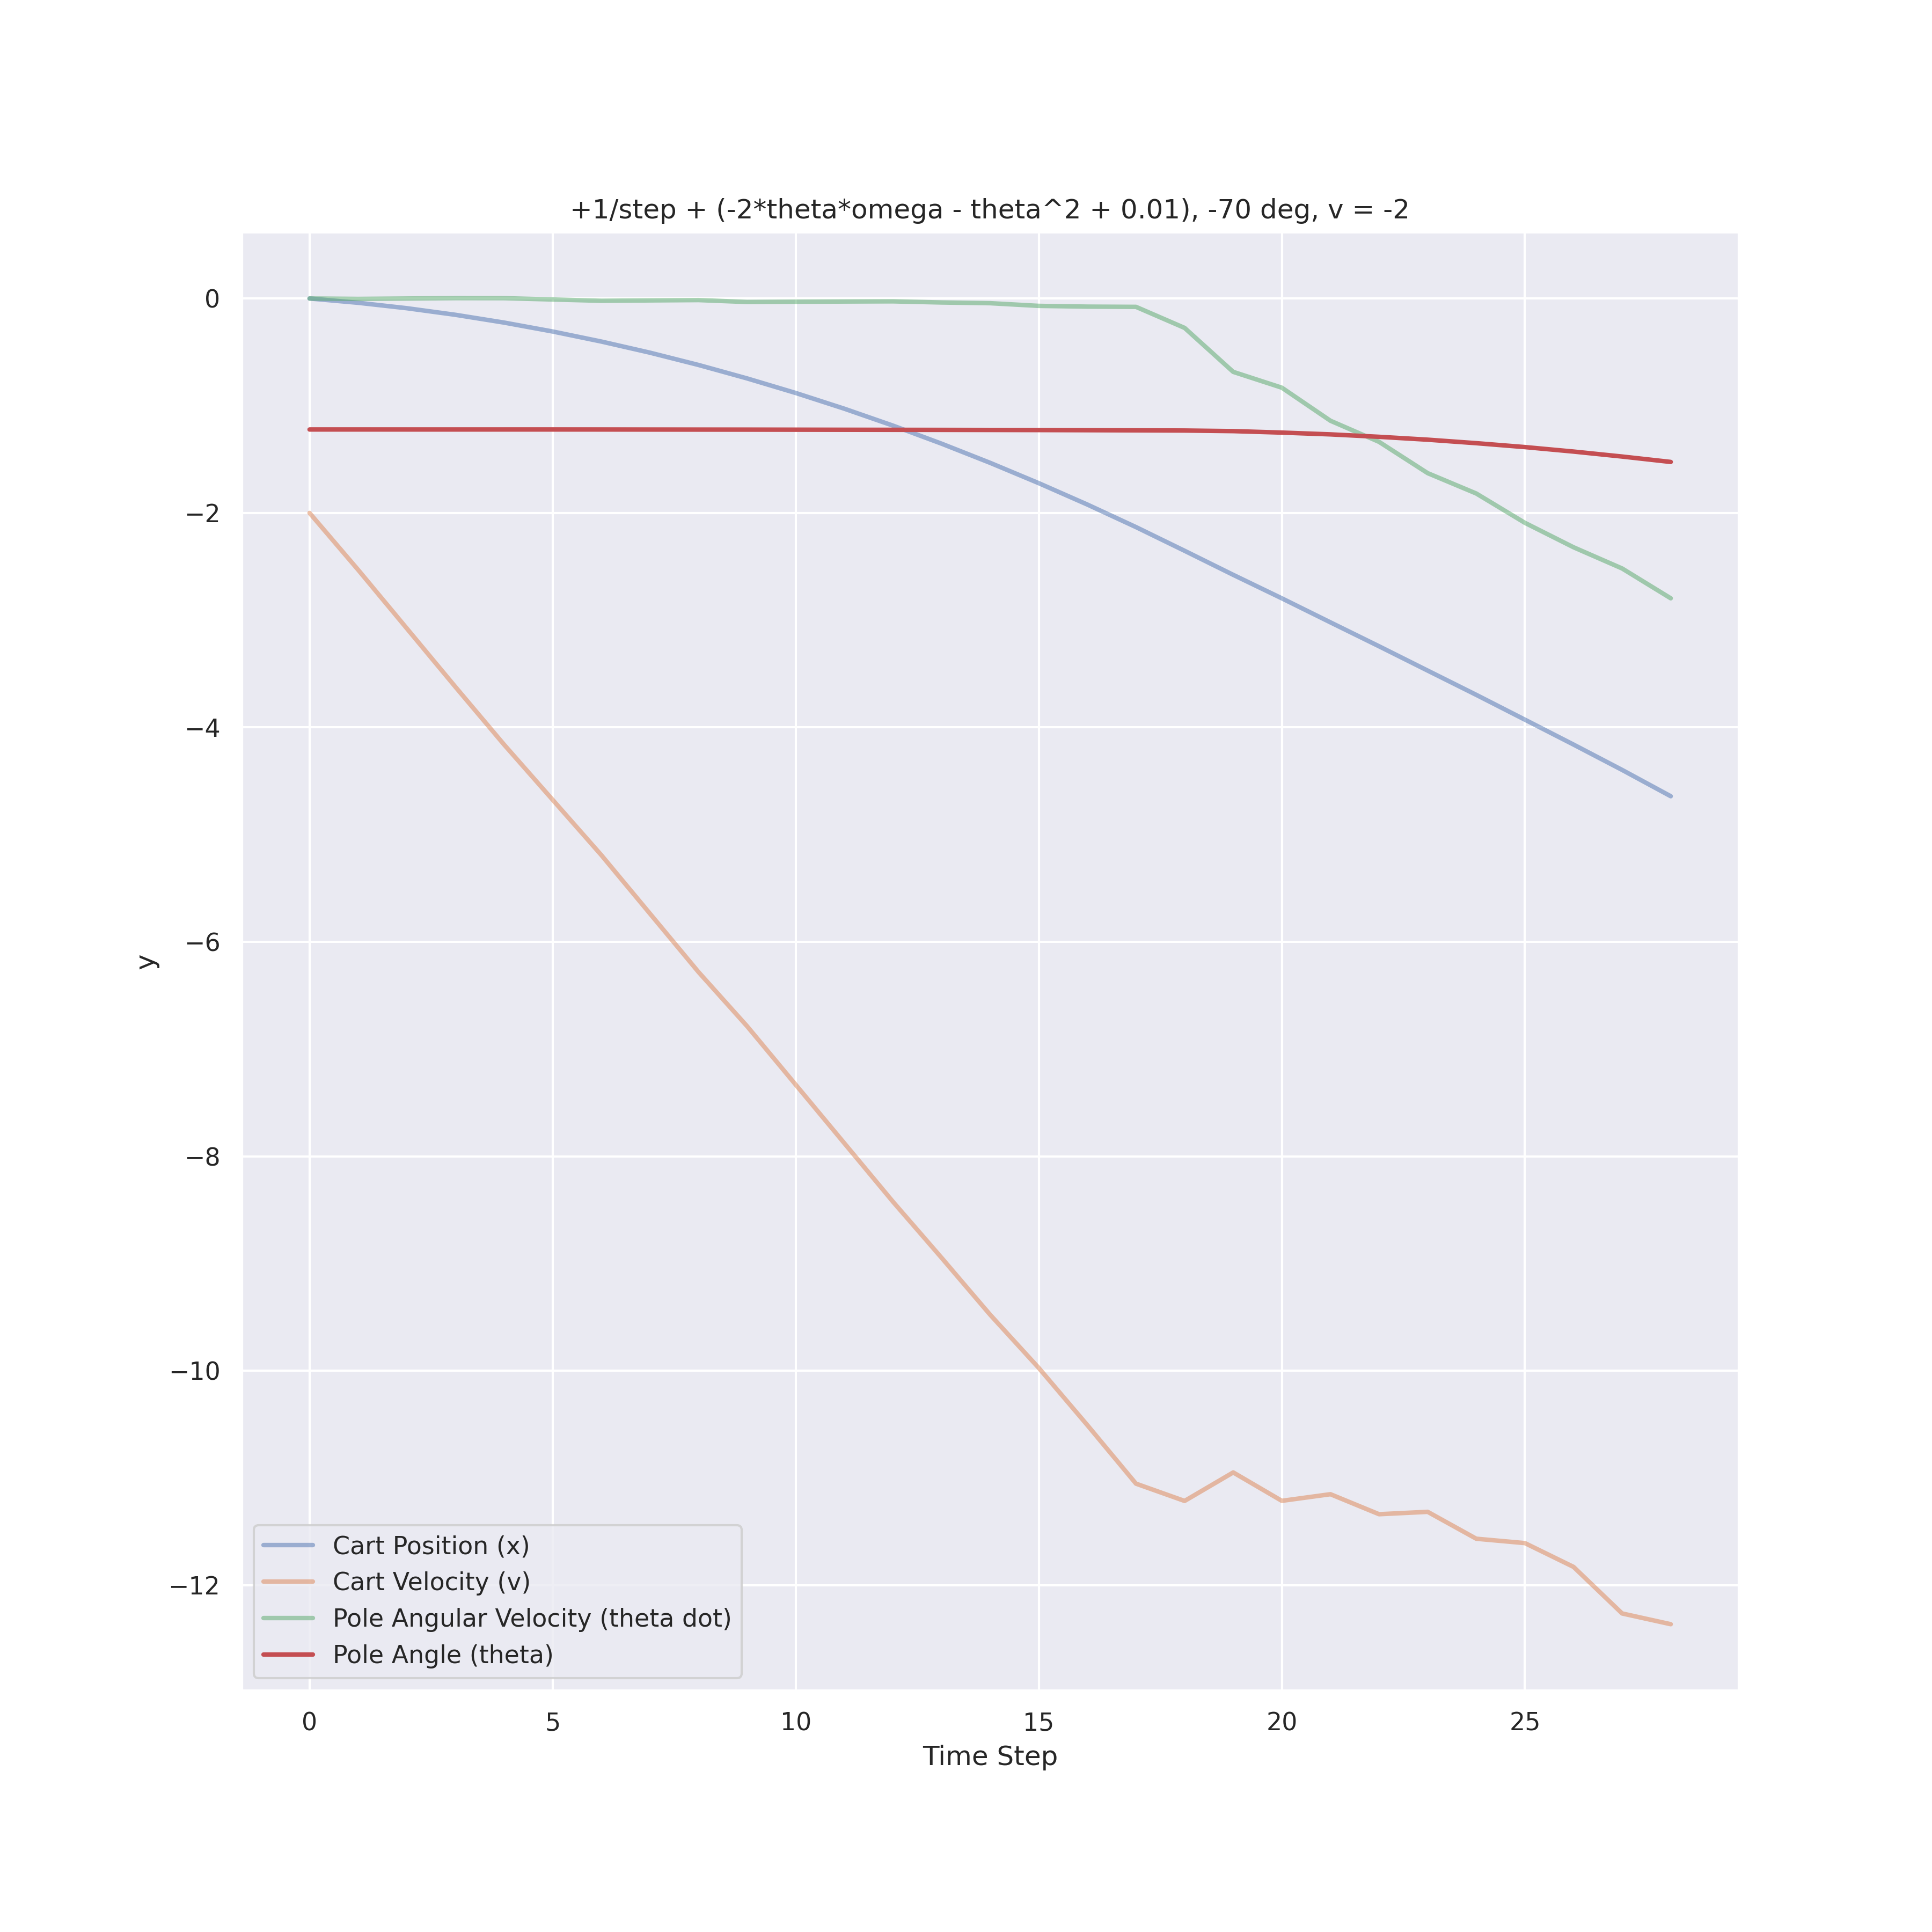 +1/step + (-2*theta*omega - theta^2 + 0.01), -70 deg, v = -2
0
−2
−4
−6
−8
−10
−12
y
Cart Position (x)
Cart Velocity (v)
Pole Angular Velocity (theta dot)
Pole Angle (theta)
0 5 10 15 20 25
Time Step